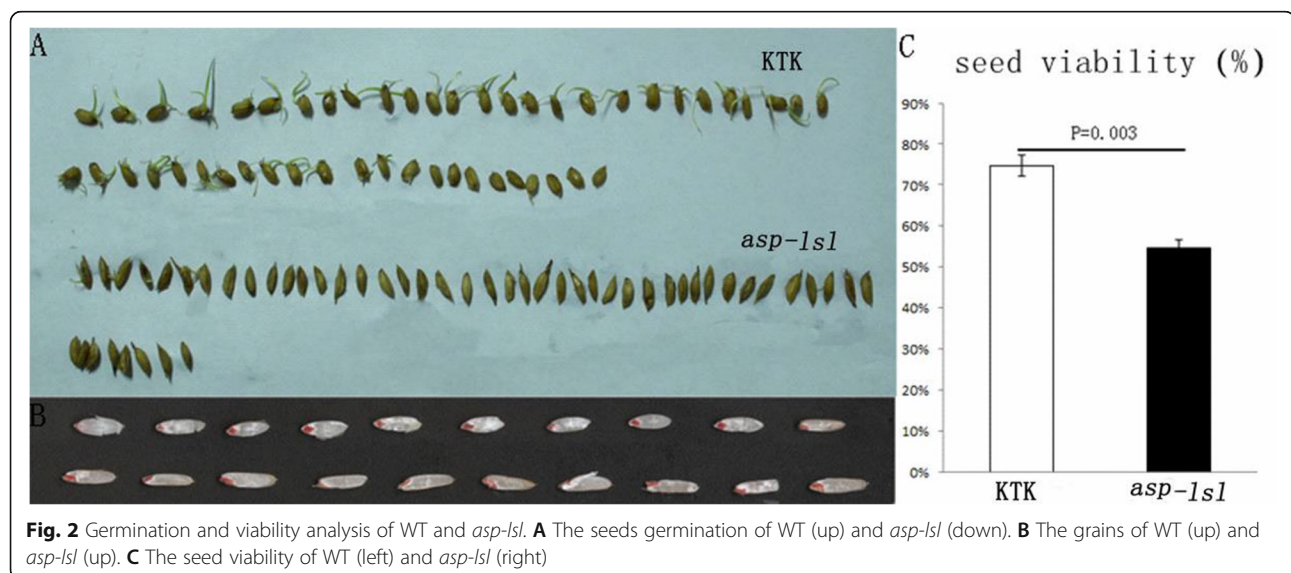 A
KTK
asp-lsl
B
C
seed viability (%)
90%
80%
70%
60%
50%
40%
30%
20%
10%
0%
P=0.003
KTK
asp-lsl
Fig. 2 Germination and viability analysis of WT and asp-lsl. A The seeds germination of WT (up) and asp-lsl (down). B The grains of WT (up) and
asp-lsl (up). C The seed viability of WT (left) and asp-lsl (right)